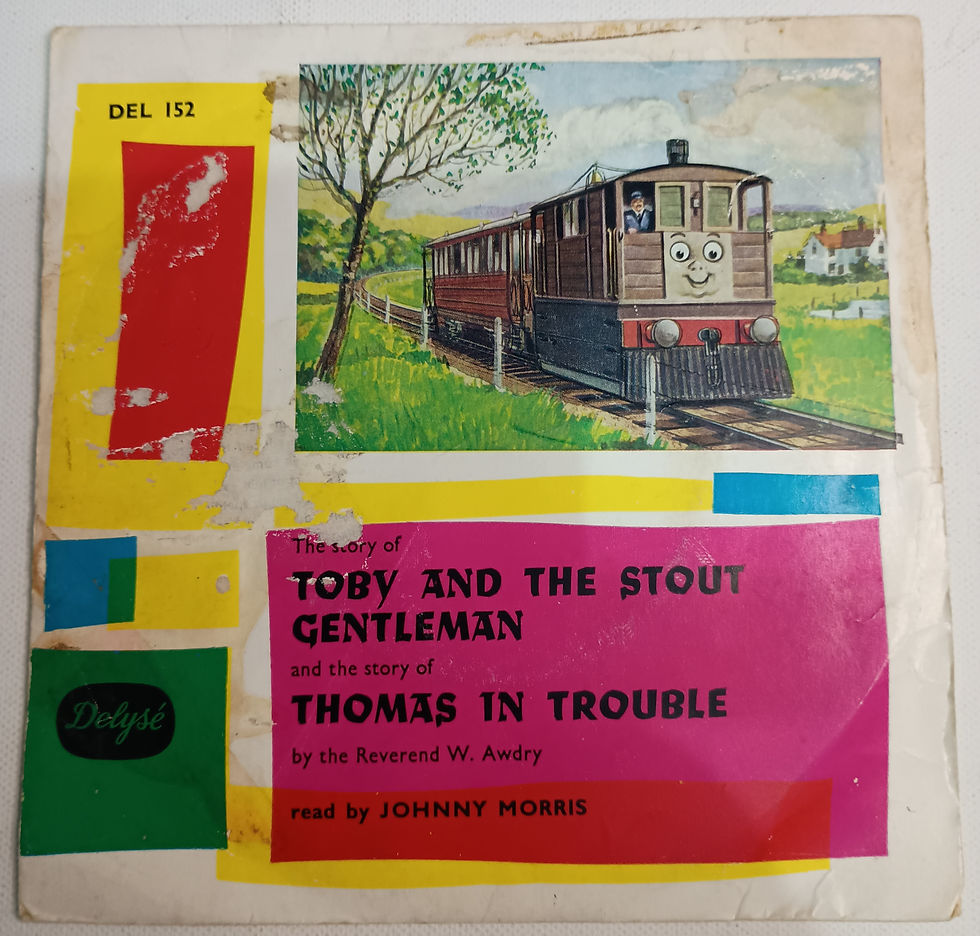 DEL 152
The story of
TOBY AND THE STOUT
GENTLEMAN
and the story of
THOMAS IN TROUBLE
by the Reverend W. Awdry
read by JOHNNY MORRIS
Delysé